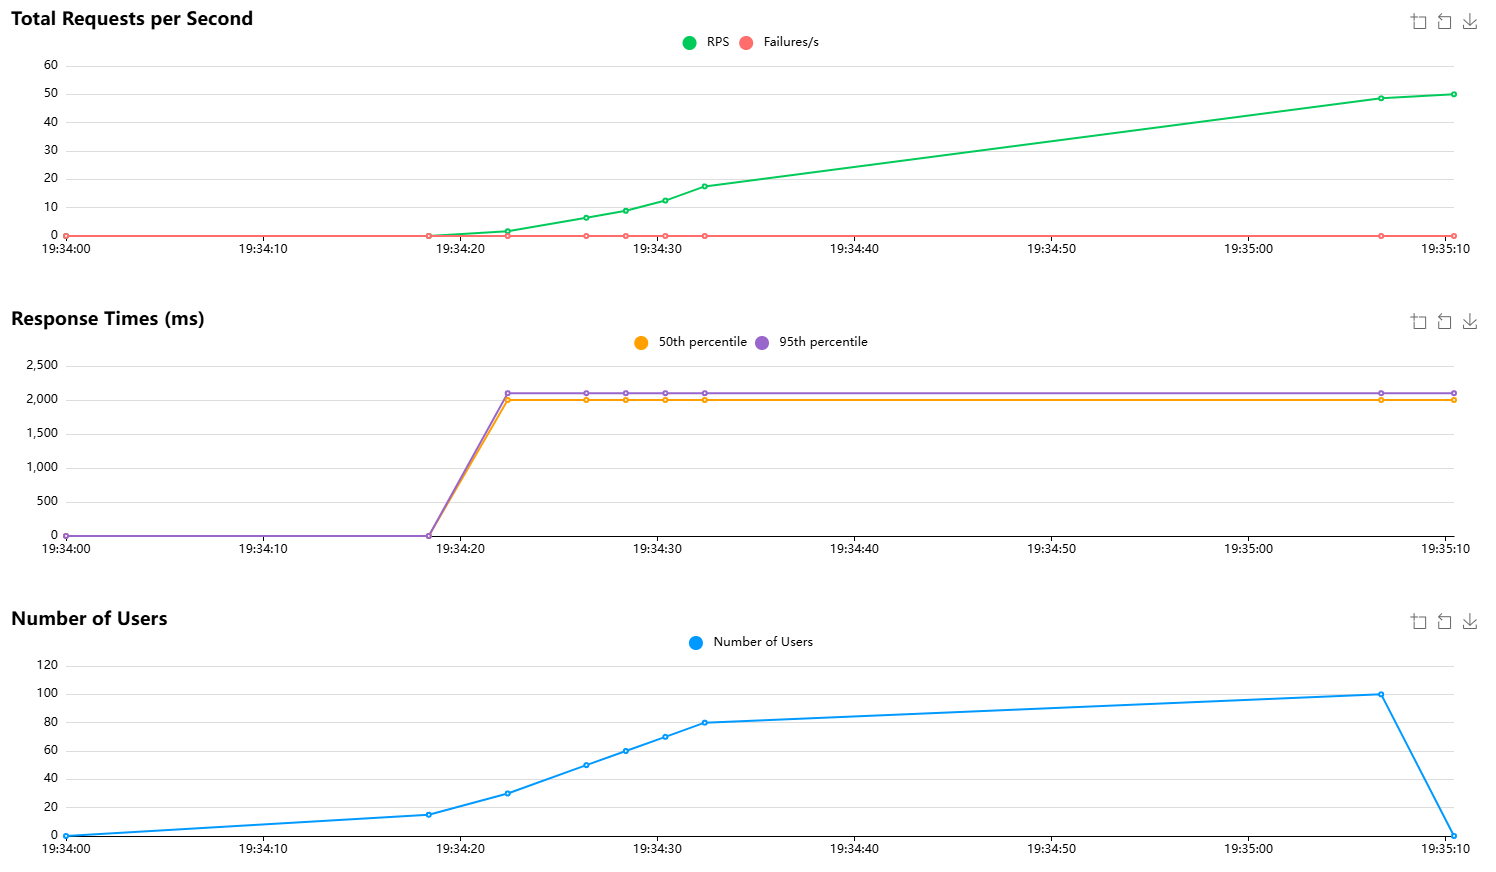 Total Requests per Second
RPS Failures/s
60
50
40
30
20
10
0
19:34:00 19:34:10 19:34:20 19:34:30 19:34:40 19:34:50 19:35:00 19:35:10
Response Times (ms)
50th percentile 95th percentile
2,500
2,000
1,500
1,000
500
0
19:34:00 19:34:10 19:34:20 19:34:30 19:34:40 19:34:50 19:35:00 19:35:10
Number of Users
Number of Users
120
100
80
60
40
20
0
19:34:00 19:34:10 19:34:20 19:34:30 19:34:40 19:34:50 19:35:00 19:35:10